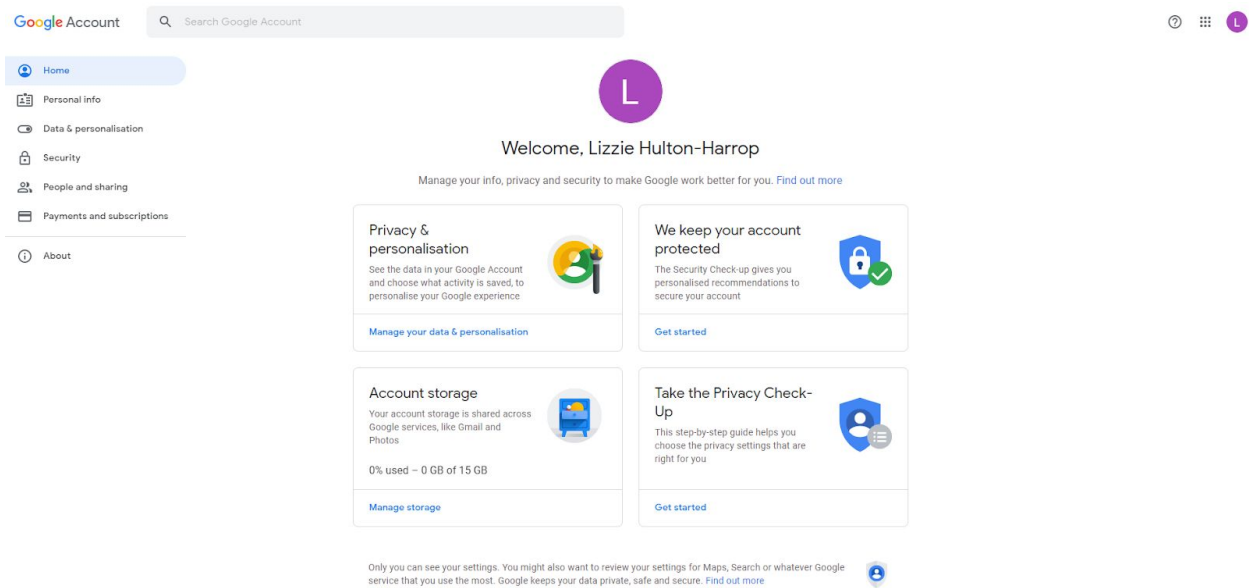 Google Account
Search Google Account
L
Home
Personal info
Data & personalisation
Security
People and sharing
Payments and subscriptions
About
L
Welcome, Lizzie Hulton-Harrop
Manage your info, privacy and security to make Google work better for you. Find out more
Privacy &
personalisation
See the data in your Google Account
and choose what activity is saved, to
personalise your Google experience
Manage your data & personalisation
We keep your account
protected
The Security Check-up gives you
personalised recommendations to
secure your account
Get started
Account storage
Your account storage is shared across
Google services, like Gmail and
Photos
0% used – 0 GB of 15 GB
Manage storage
Take the Privacy Check-
Up
This step-by-step guide helps you
choose the privacy settings that are
right for you
Get started
Only you can see your settings. You might also want to review your settings for Maps, Search or whatever Google
service that you use the most. Google keeps your data private, safe and secure. Find out more